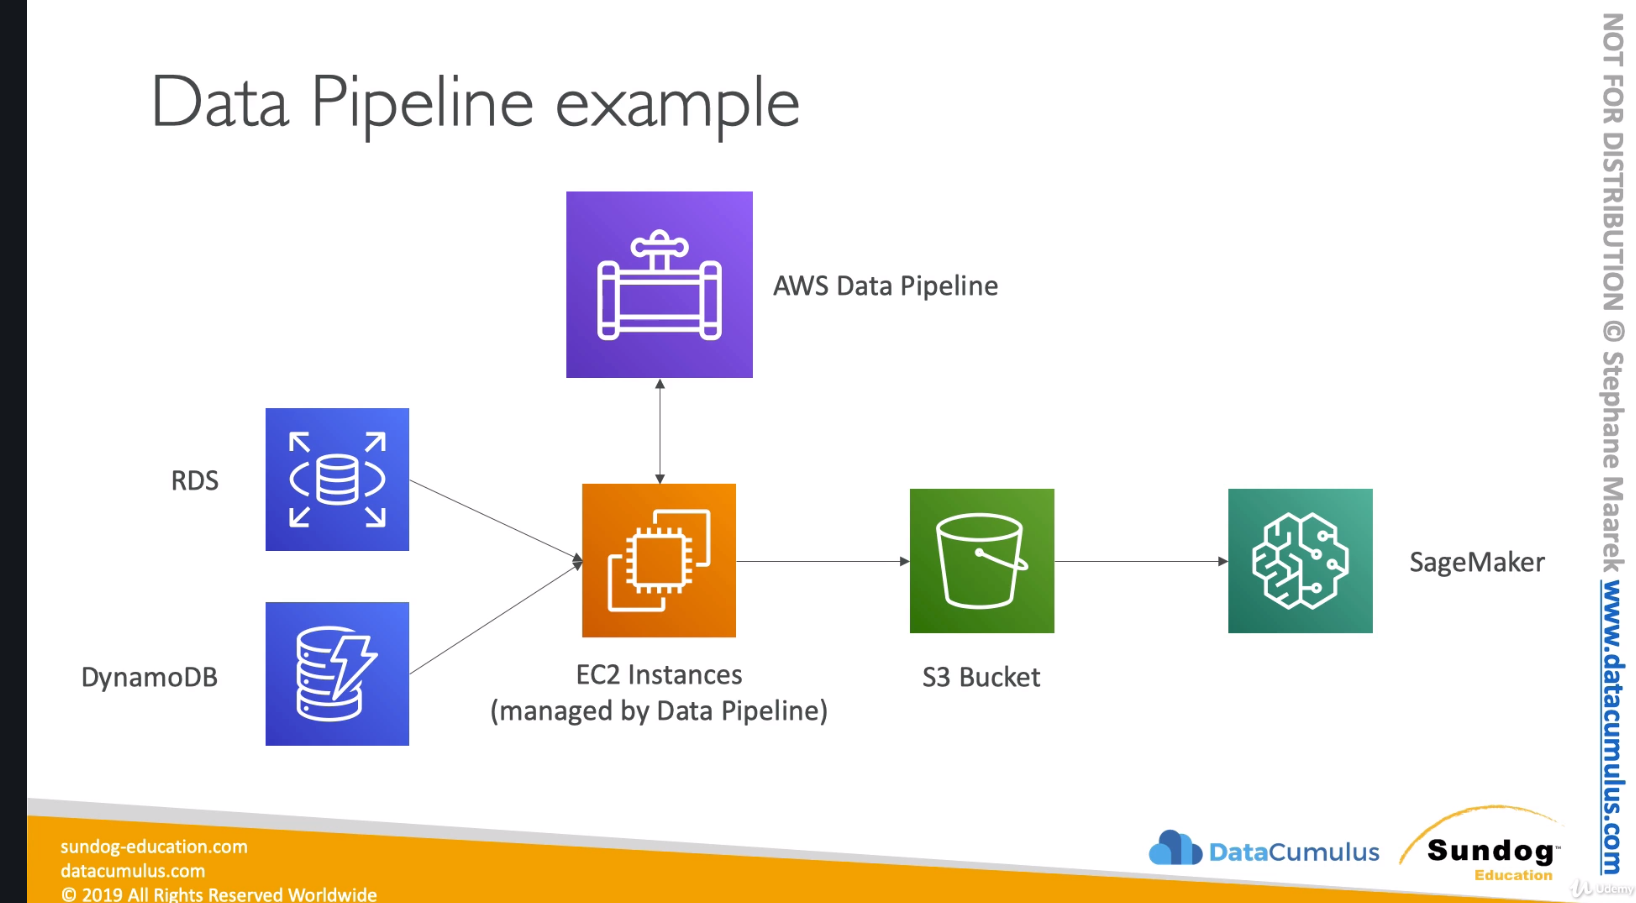 Data Pipeline example
AWS Data Pipeline
RDS
DynamoDB
EC2 Instances
(managed by Data Pipeline)
S3 Bucket
SageMaker
sundog-education.com
datacumulus.com
© 2019 All Rights Reserved Worldwide
DataCumulus
Sundog™
Education
NOT FOR DISTRIBUTION © Stephane Maarek www.datacumulus.com
Udemy